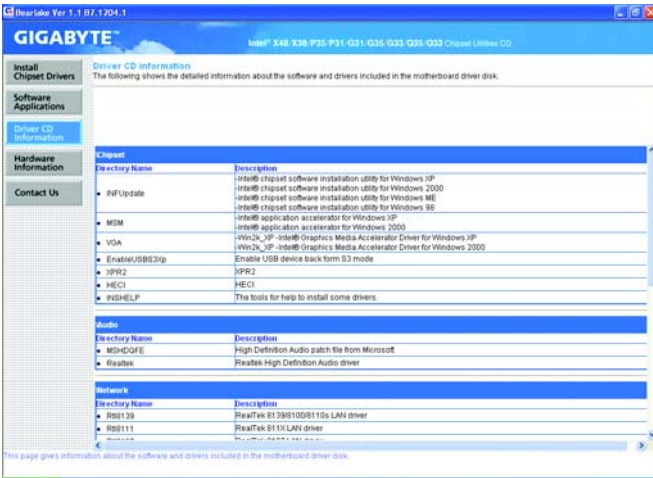 Bearlake Ver 1.1 B7.1204.1
GIGABYTE™
Intel® X48/X38/P35/P31/G31/G35/G33/Q35/Q33 Chipset Utilities CD
Install
Chipset Drivers
Software
Applications
Driver CD
Information
Hardware
Information
Contact Us
Driver CD information
The following shows the detailed information about the software and drivers included in the motherboard driver disk.
Chipset
Directory Name Description
• INFUpdate
-Intel® chipset software installation utility for Windows XP
-Intel® chipset software installation utility for Windows 2000
-Intel® chipset software installation utility for Windows ME
-Intel® chipset software installation utility for Windows 98
• MSM
-Intel® application accelerator for Windows XP
-Intel® application accelerator for Windows 2000
• VGA
-Win2k_XP -Intel® Graphics Media Accelerator Driver for Windows XP
-Win2k_XP -Intel® Graphics Media Accelerator Driver for Windows 2000
• EnableUSBS3Xp Enable USB device back form S3 mode
• XPR2 XPR2
• HECI HECI
• INSHELP The tools for help to install some drivers.
Audio
Directory Name Description
• MSHDQFE High Definition Audio patch file from Microsoft
• Realtek Realtek High Definition Audio driver
Network
Directory Name Description
• Rtl8139 RealTek 8139/8100/8110s LAN driver
• Rtl8111 RealTek 811X LAN driver
This page gives information about the software and drivers included in the motherboard driver disk.